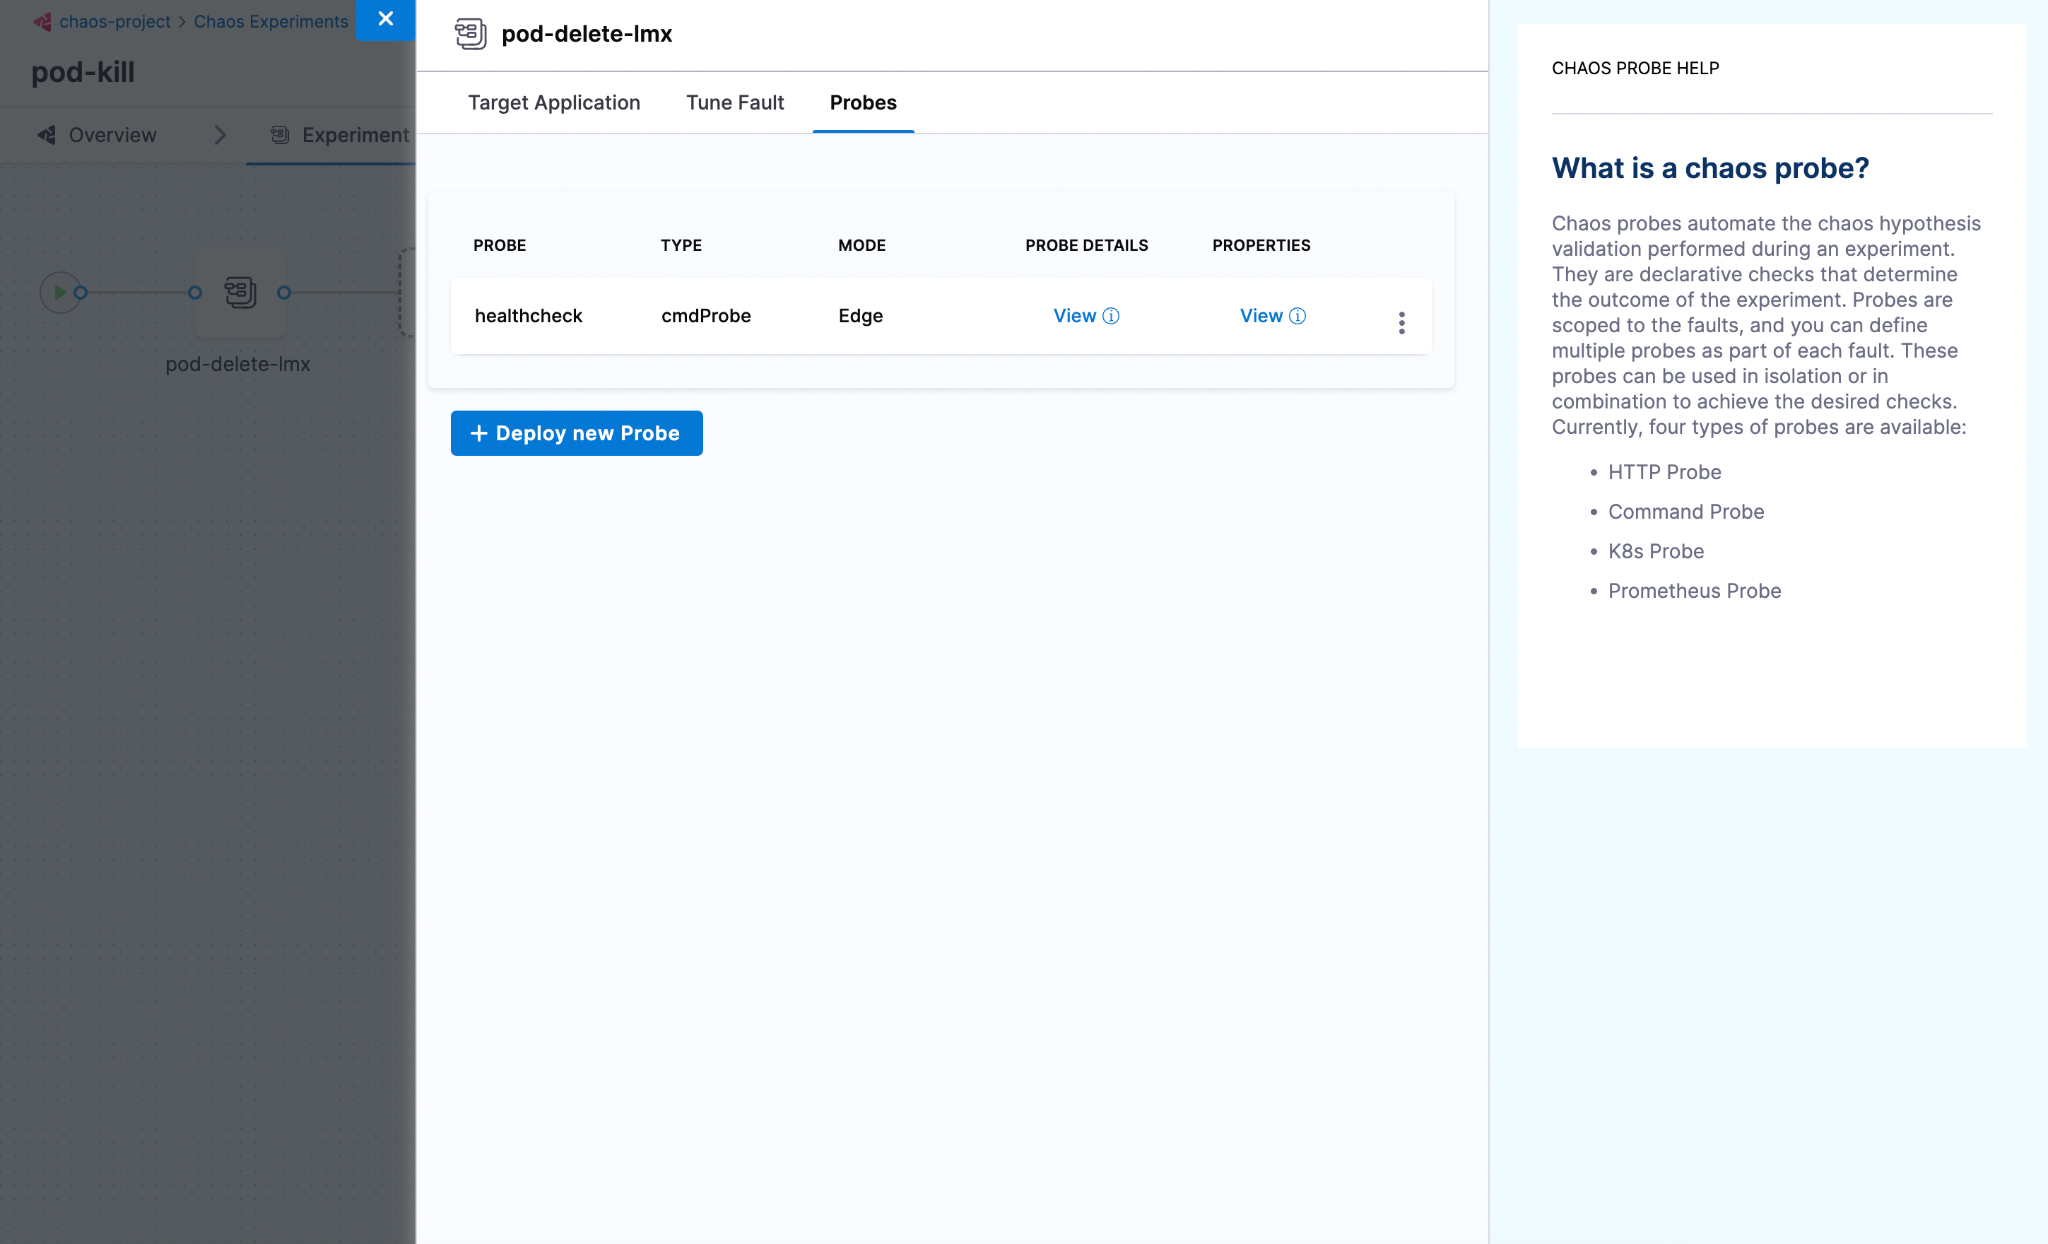 chaos-project > Chaos Experiments
pod-kill
Overview
Experiment
pod-delete-lmx
pod-delete-lmx
Target Application
Tune Fault
Probes
PROBE TYPE MODE PROBE DETAILS PROPERTIES
healthcheck cmdProbe Edge View View
+ Deploy new Probe
CHAOS PROBE HELP
What is a chaos probe?
Chaos probes automate the chaos hypothesis
validation performed during an experiment.
They are declarative checks that determine
the outcome of the experiment. Probes are
scoped to the faults, and you can define
multiple probes as part of each fault. These
probes can be used in isolation or in
combination to achieve the desired checks.
Currently, four types of probes are available:
• HTTP Probe
• Command Probe
• K8s Probe
• Prometheus Probe